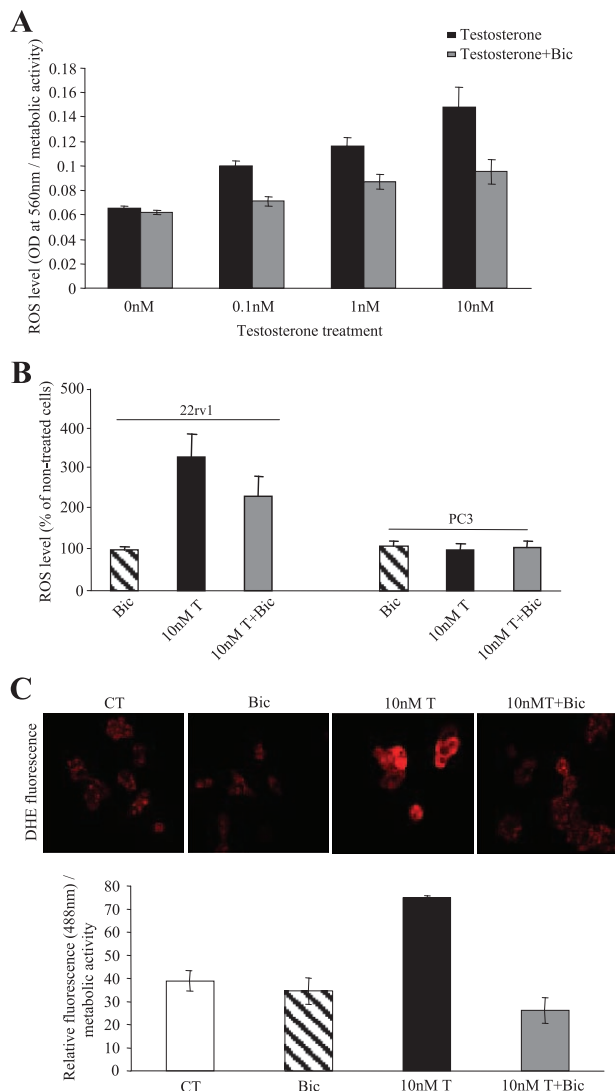 A
Testosterone
Testosterone+Bic
ROS level (OD at 560nm / metabolic activity)
0.18
0.16
0.14
0.12
0.1
0.08
0.06
0.04
0.02
0
0nM 0.1nM 1nM 10nM
Testosterone treatment
B
ROS level (% of non-treated cells)
500
400
300
200
100
0
22rv1
PC3
Bic 10nM T 10nM T+Bic Bic 10nM T 10nM T+Bic
C
CT Bic 10nM T 10nMT+Bic
DHE fluorescence
Relative fluorescence (488nm) /
metabolic activity
80
70
60
50
40
30
20
10
0
CT Bic 10nM T 10nM T+Bic